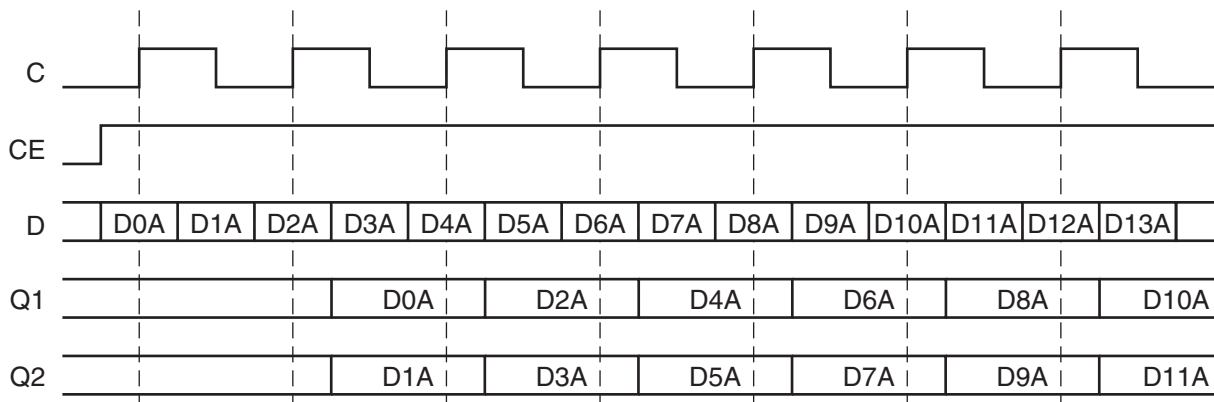 C
CE
D D0A D1A D2A D3A D4A D5A D6A D7A D8A D9A D10A D11A D12A D13A
Q1 D0A D2A D4A D6A D8A D10A
Q2 D1A D3A D5A D7A D9A D11A